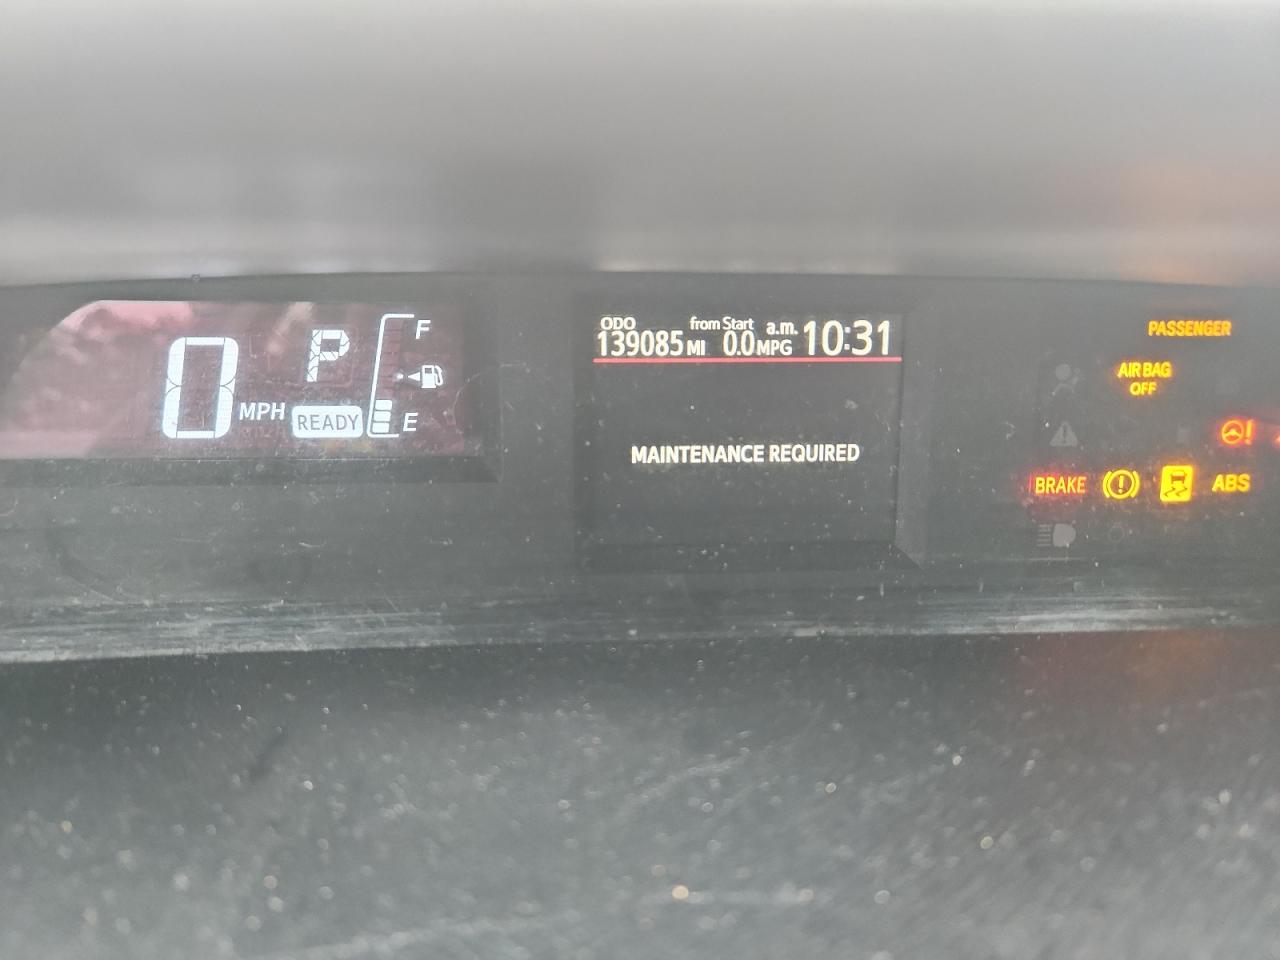 0 MPH
P
READY
F
E
ODO from Start a.m. 10:31
139085 MI 0.0 MPG
MAINTENANCE REQUIRED
PASSENGER
AIR BAG
OFF
!
BRAKE ! ABS